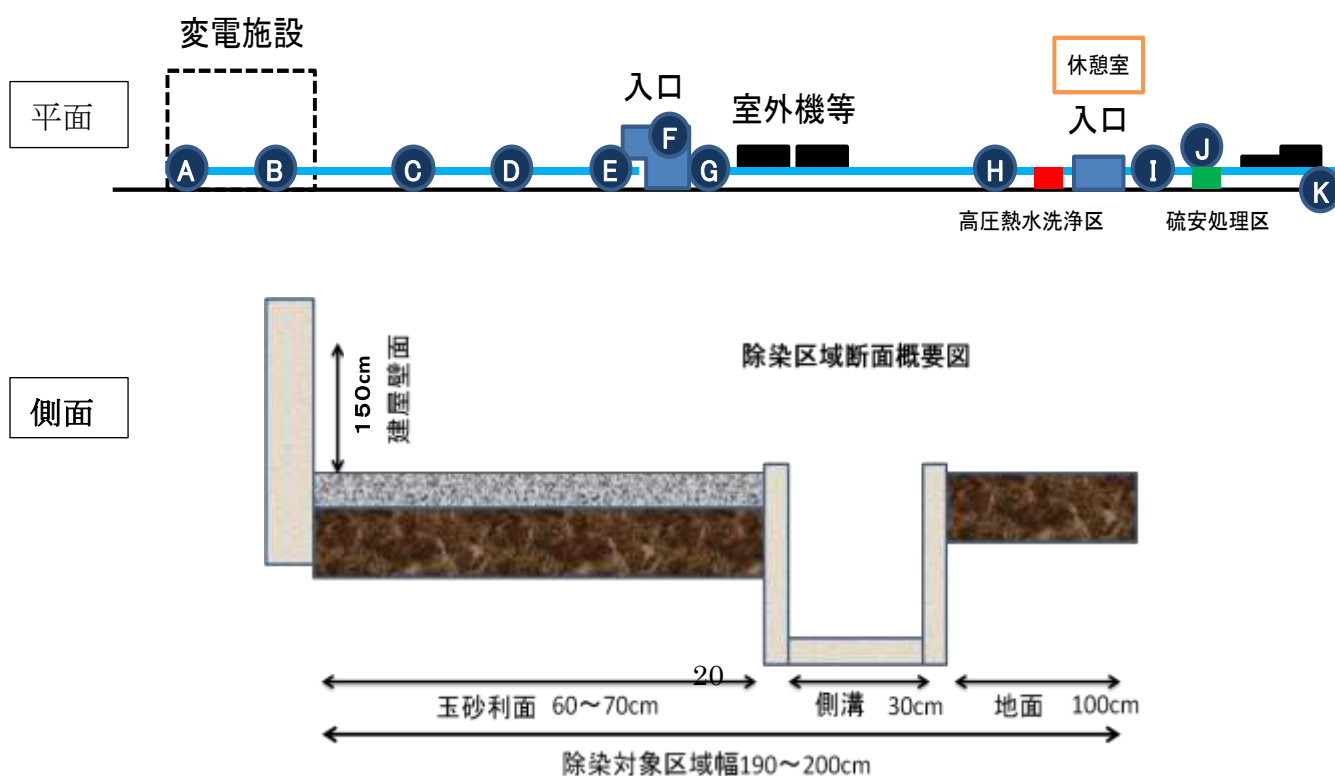 変電施設
平面
入口
室外機等
休憩室
入口
A
B
C
D
E
F
G
H
I
J
K
高圧熱水洗浄区
硫安処理区
側面
150cm
建屋壁面
除染区域断面概要図
20
玉砂利面 60～70cm
側溝 30cm
地面 100cm
除染対象区域幅190～200cm